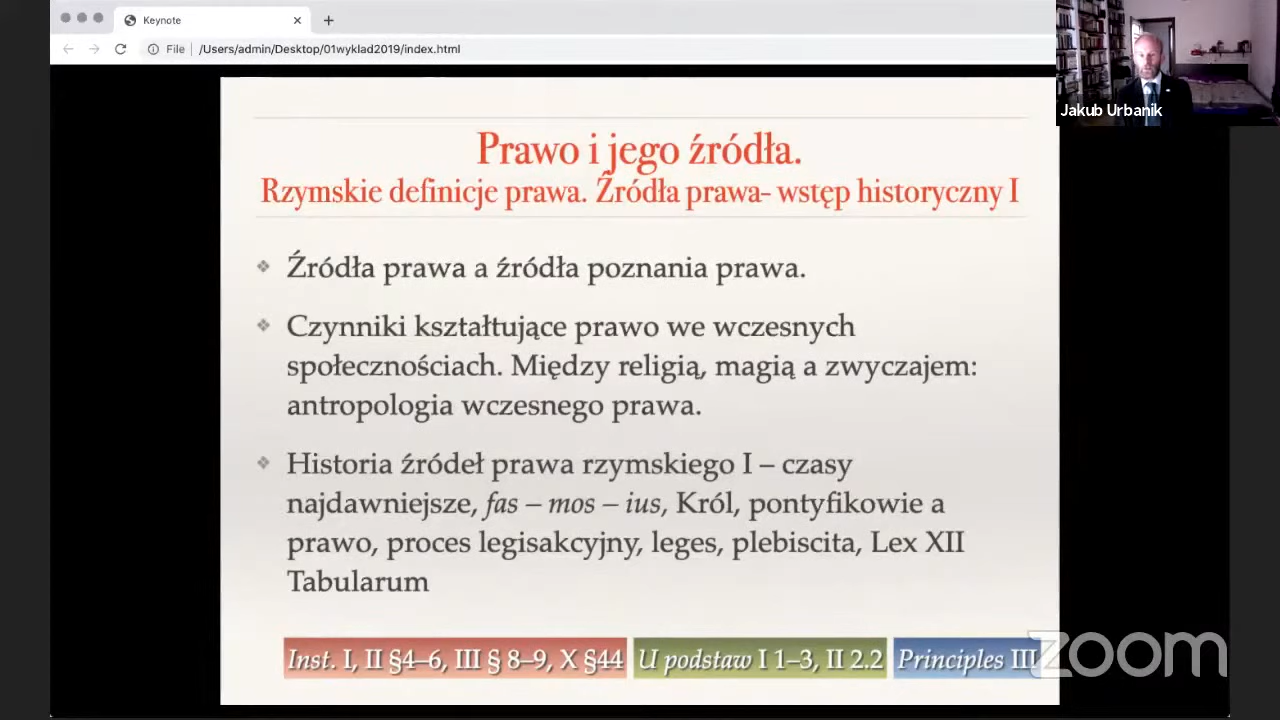 Keynote
File
/Users/admin/Desktop/01wyklad2019/index.html
Jakub Urbanik
Prawo i jego źródła.
Rzymskie definicje prawa. Źródła prawa- wstęp historyczny I
Źródła prawa a źródła poznania prawa.
Czynniki kształtujące prawo we wczesnych
społecznościach. Między religią, magią a zwyczajem:
antropologia wczesnego prawa.
Historia źródeł prawa rzymskiego I – czasy
najdawniejsze, fas – mos – ius, Król, pontyfikowie a
prawo, proces legisakcyjny, leges, plebiscita, Lex XII
Tabularum
Inst. I, II §4–6, III § 8–9, X §44
U podstaw I 1–3, II 2.2
Principles III
zoom